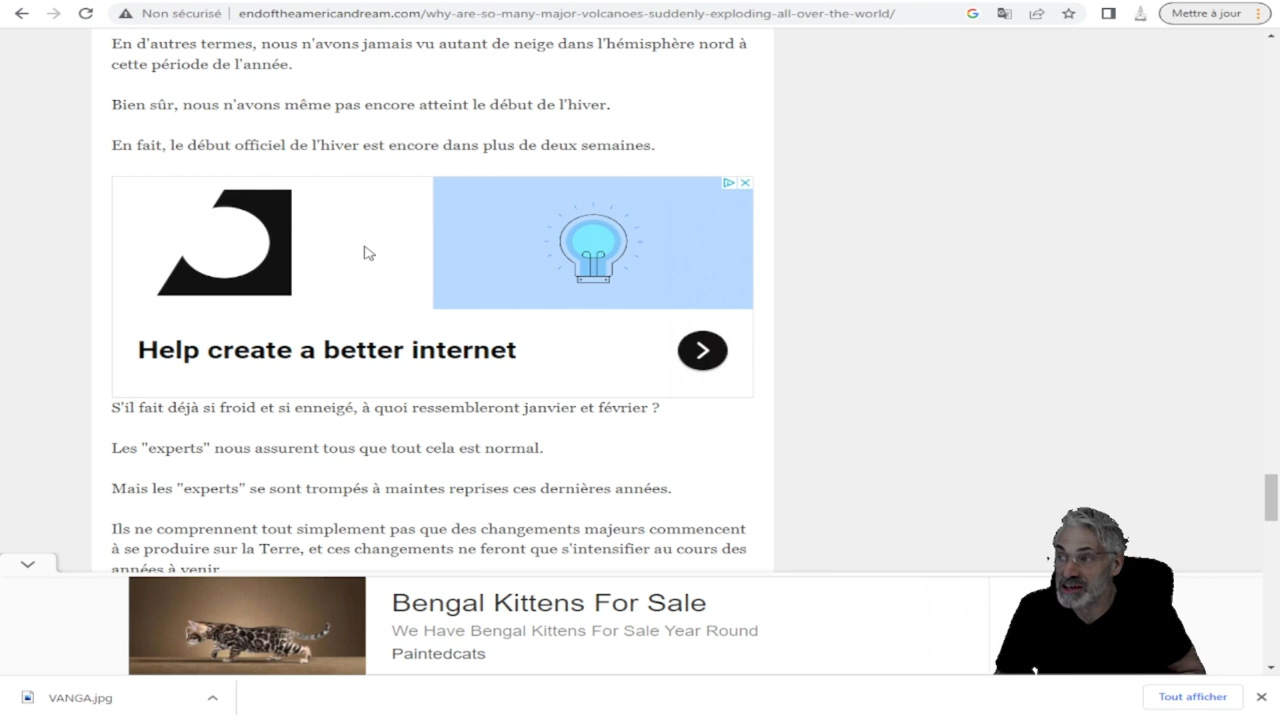 Non sécurisé
endoftheamericandream.com/why-are-so-many-major-volcanoes-suddenly-exploding-all-over-the-world/
Mettre à jour
En d'autres termes, nous n'avons jamais vu autant de neige dans l'hémisphère nord à
cette période de l'année.
Bien sûr, nous n'avons même pas encore atteint le début de l'hiver.
En fait, le début officiel de l'hiver est encore dans plus de deux semaines.
Help create a better internet
S'il fait déjà si froid et si enneigé, à quoi ressembleront janvier et février ?
Les "experts" nous assurent tous que tout cela est normal.
Mais les "experts" se sont trompés à maintes reprises ces dernières années.
Ils ne comprennent tout simplement pas que des changements majeurs commencent
à se produire sur la Terre, et ces changements ne feront que s'intensifier au cours des
années à venir
Bengal Kittens For Sale
We Have Bengal Kittens For Sale Year Round
Paintedcats
VANGA.jpg
Tout afficher